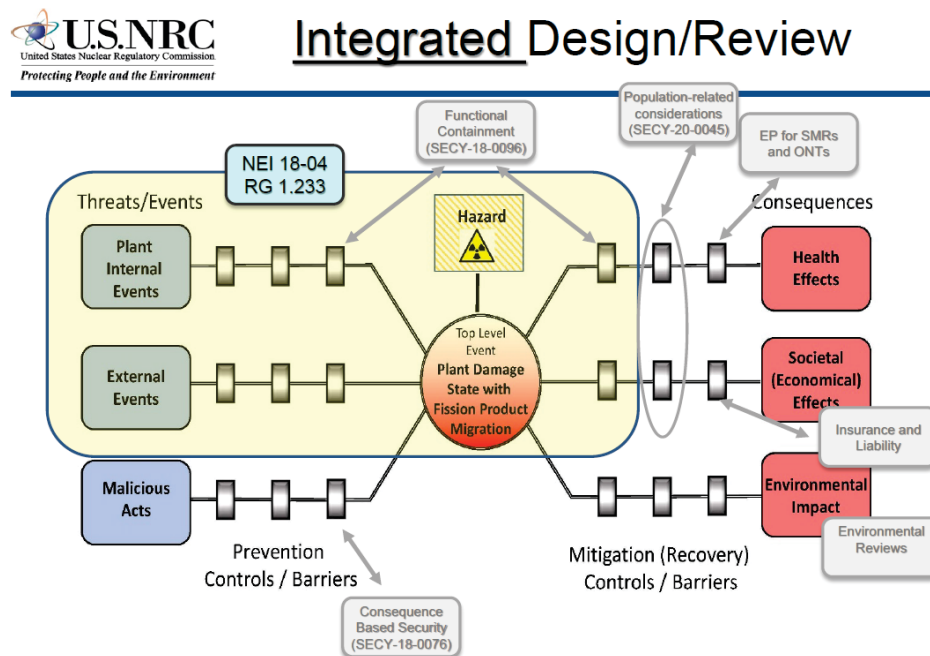 U.S.NRC
United States Nuclear Regulatory Commission
Protecting People and the Environment
Integrated Design/Review
Functional
Containment
(SECY-18-0096)
Population-related
considerations
(SECY-20-0045)
EP for SMRs
and ONTs
NEI 18-04
RG 1.233
Threats/Events
Hazard
Consequences
Plant
Internal
Events
Health
Effects
Top Level
Event
Plant Damage
State with
Fission Product
Migration
External
Events
Societal
(Economical)
Effects
Insurance and
Liability
Malicious
Acts
Environmental
Impact
Environmental
Reviews
Prevention
Controls / Barriers
Mitigation (Recovery)
Controls / Barriers
Consequence
Based Security
(SECY-18-0076)